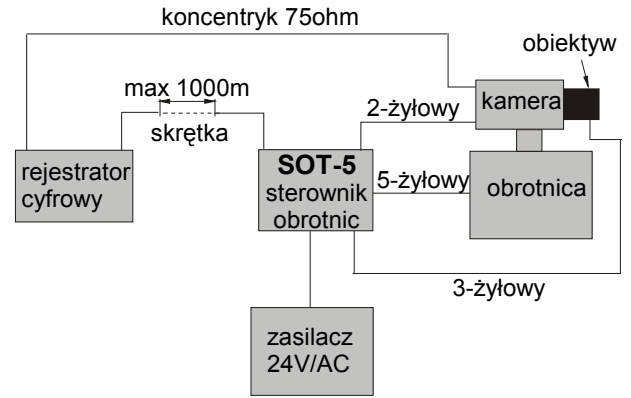 koncentryk 75ohm
obiektyw
max 1000m
skrętka
2-żyłowy
kamera
rejestrator
cyfrowy
SOT-5
sterownik
obrotnic
5-żyłowy
obrotnica
3-żyłowy
zasilacz
24V/AC